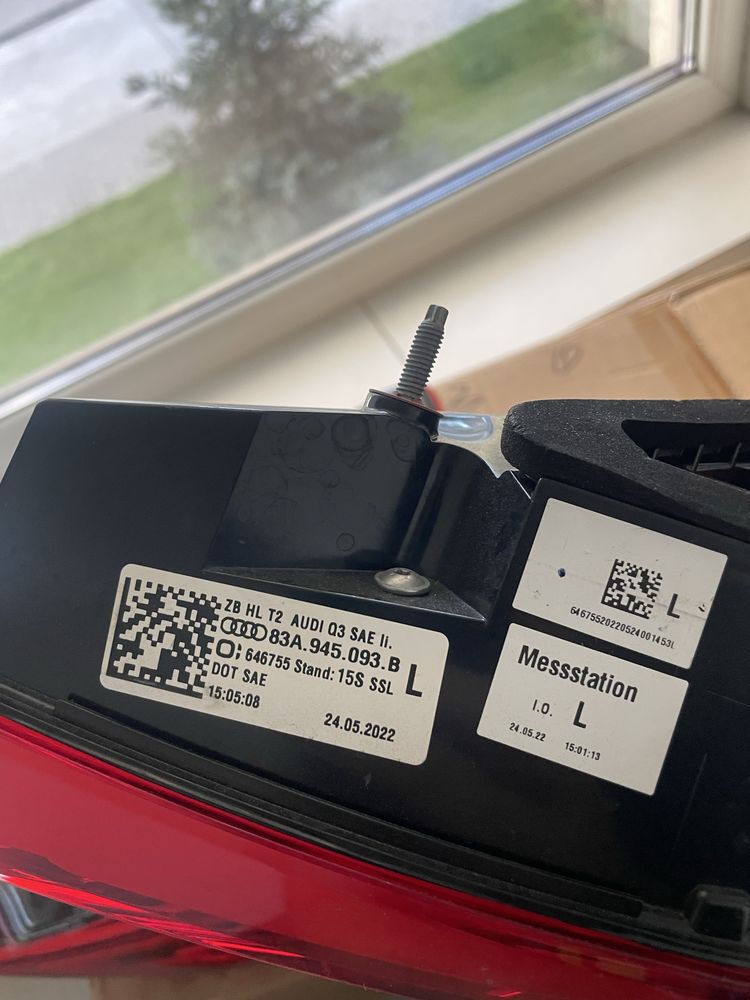 ZB HL T2 AUDI Q3 SAE li.
83A.945.093.B
646755 Stand: 15S SSL L
DOT SAE
15:05:08
24.05.2022
L
64675520220524001453L
Messstation
I.O. L
24.05.22 15:01:13